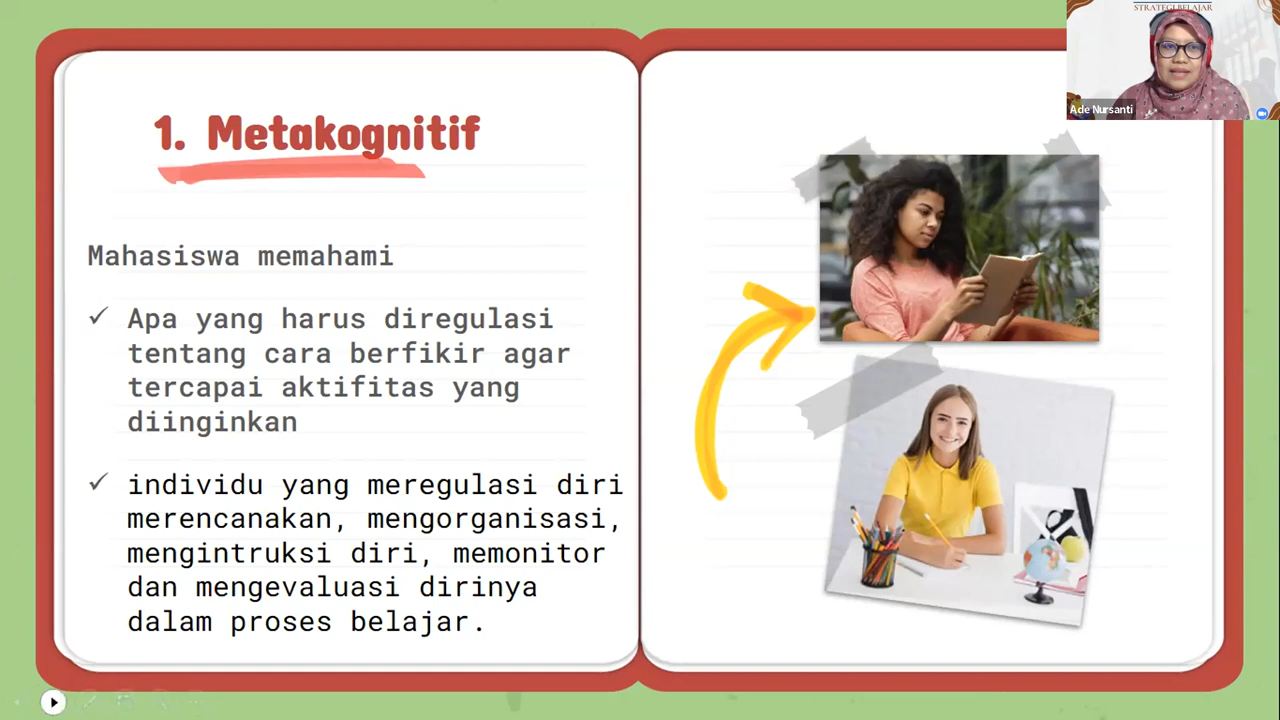 STRATEGI BELAJAR
Ade Nursanti
1. Metakognitif
Mahasiswa memahami
Apa yang harus diregulasi
tentang cara berfikir agar
tercapai aktifitas yang
diinginkan
individu yang meregulasi diri
merencanakan, mengorganisasi,
mengintruksi diri, memonitor
dan mengevaluasi dirinya
dalam proses belajar.